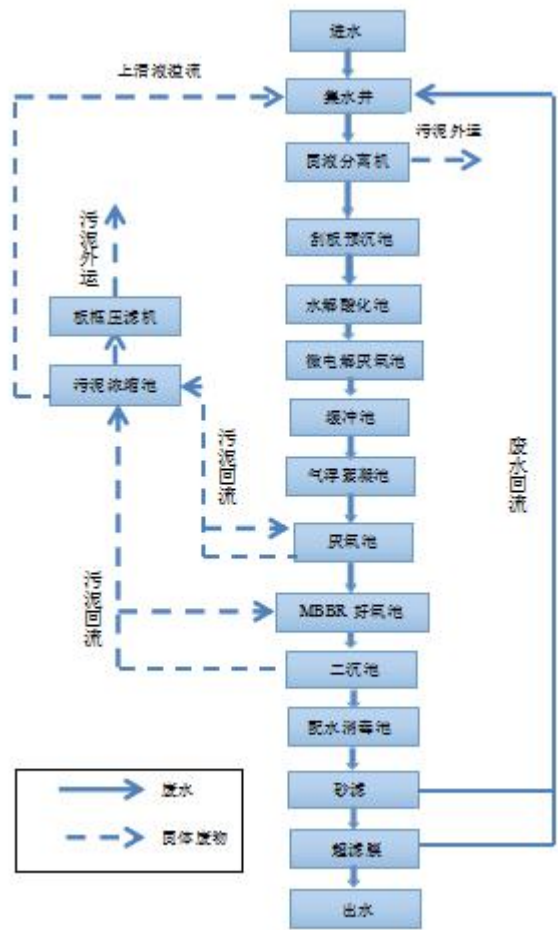 进水
上清液溢流
集水井
污泥外运
固液分离机
污泥外运
刮板预沉池
水解酸化池
板框压滤机
微电解厌氧池
污泥浓缩池
缓冲池
污泥回流
气浮絮凝池
废水回流
厌氧池
污泥回流
MBBR 好氧池
二沉池
配水消毒池
废水
砂滤
固体废物
超滤膜
出水